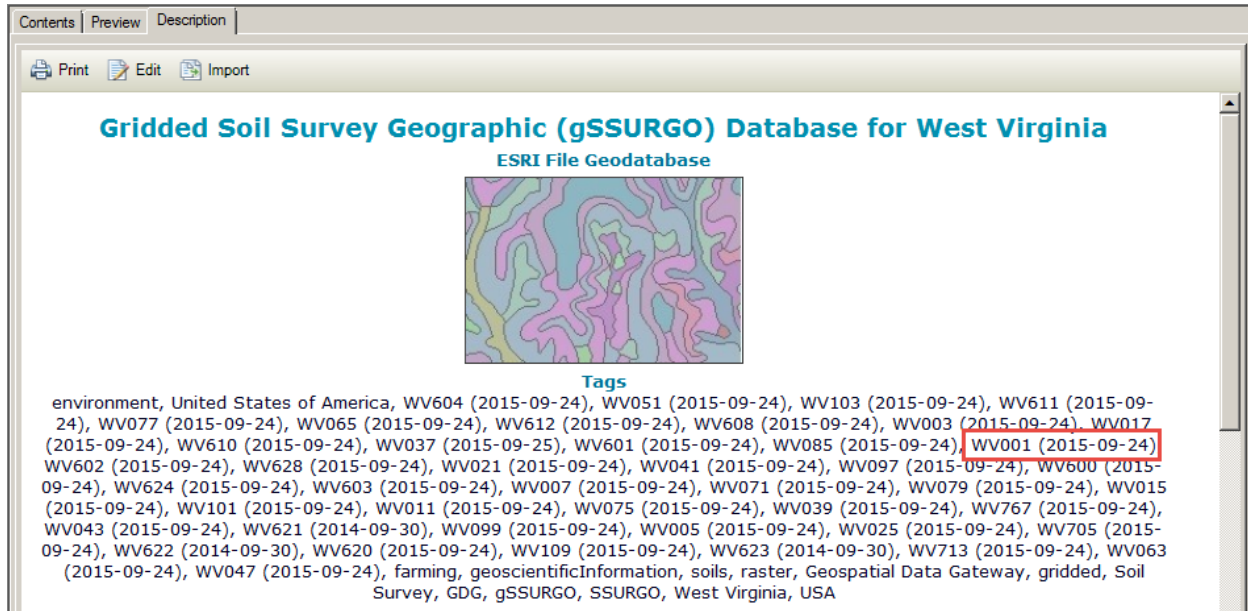 Contents Preview Description
Print Edit Import
Gridded Soil Survey Geographic (gSSURGO) Database for West Virginia
ESRI File Geodatabase
Tags
environment, United States of America, WV604 (2015-09-24), WV051 (2015-09-24), WV103 (2015-09-24), WV611 (2015-09-
24), WV077 (2015-09-24), WV065 (2015-09-24), WV612 (2015-09-24), WV608 (2015-09-24), WV003 (2015-09-24), WV017
(2015-09-24), WV610 (2015-09-24), WV037 (2015-09-25), WV601 (2015-09-24), WV085 (2015-09-24), WV001 (2015-09-24)
WV602 (2015-09-24), WV628 (2015-09-24), WV021 (2015-09-24), WV041 (2015-09-24), WV097 (2015-09-24), WV600 (2015-
09-24), WV624 (2015-09-24), WV603 (2015-09-24), WV007 (2015-09-24), WV071 (2015-09-24), WV079 (2015-09-24), WV015
(2015-09-24), WV101 (2015-09-24), WV011 (2015-09-24), WV075 (2015-09-24), WV039 (2015-09-24), WV767 (2015-09-24),
WV043 (2015-09-24), WV621 (2014-09-30), WV099 (2015-09-24), WV005 (2015-09-24), WV025 (2015-09-24), WV705 (2015-
09-24), WV622 (2014-09-30), WV620 (2015-09-24), WV109 (2015-09-24), WV623 (2014-09-30), WV713 (2015-09-24), WV063
(2015-09-24), WV047 (2015-09-24), farming, geoscientificInformation, soils, raster, Geospatial Data Gateway, gridded, Soil
Survey, GDG, gSSURGO, SSURGO, West Virginia, USA